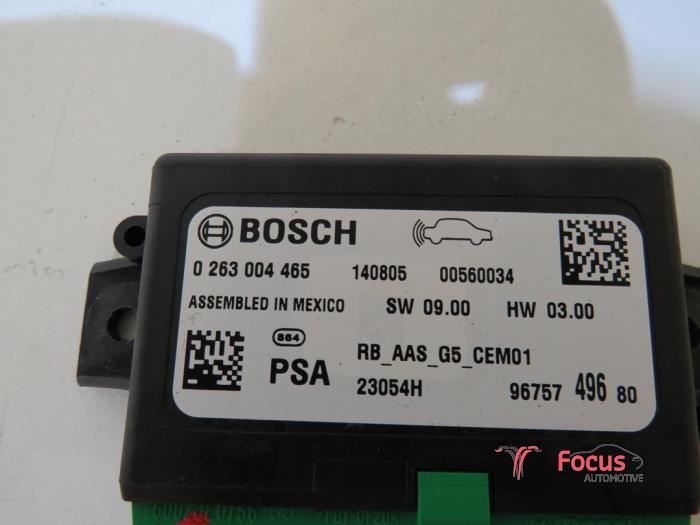 BOSCH
0 263 004 465 140805 00560034
ASSEMBLED IN MEXICO SW 09.00 HW 03.00
864
PSA
RB_AAS_G5_CEM01
23054H 96757 496 80
Focus
AUTOMOTIVE